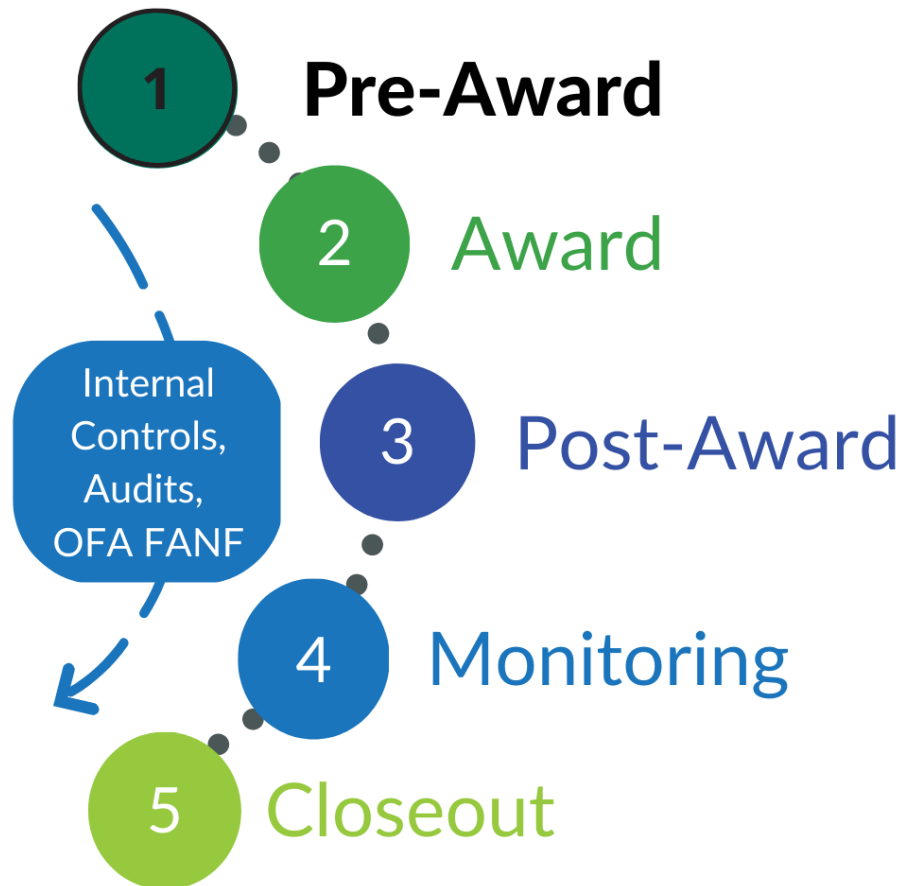 1
Pre-Award
2
Award
Internal
Controls,
Audits,
OFA FANF
3
Post-Award
4
Monitoring
5
Closeout